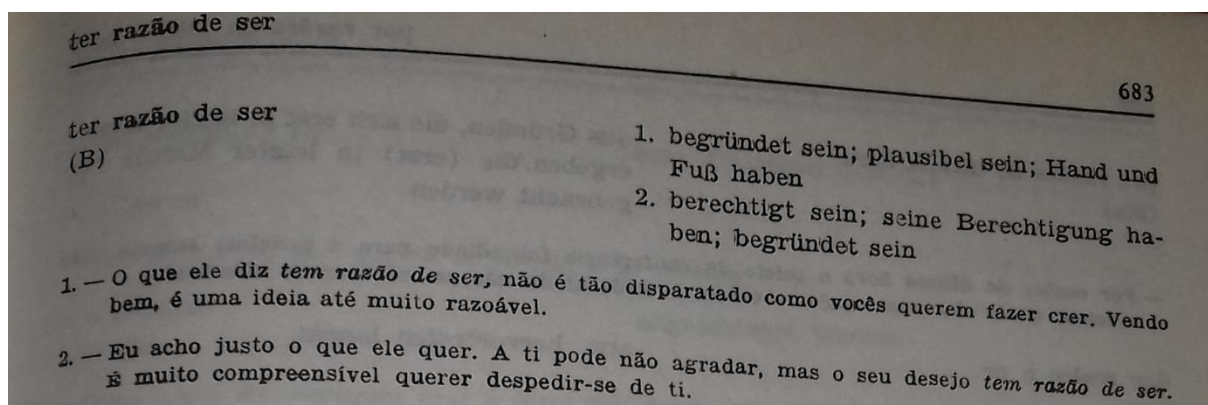 ter razão de ser
683
ter razão de ser
(B)
1. begründet sein; plausibel sein; Hand und
Fuß haben
2. berechtigt sein; seine Berechtigung ha-
ben; begründet sein
1. — O que ele diz tem razão de ser, não é tão disparatado como vocês querem fazer crer. Vendo
bem, é uma ideia até muito razoável.
2. — Eu acho justo o que ele quer. A ti pode não agradar, mas o seu desejo tem razão de ser.
É muito compreensível querer despedir-se de ti.